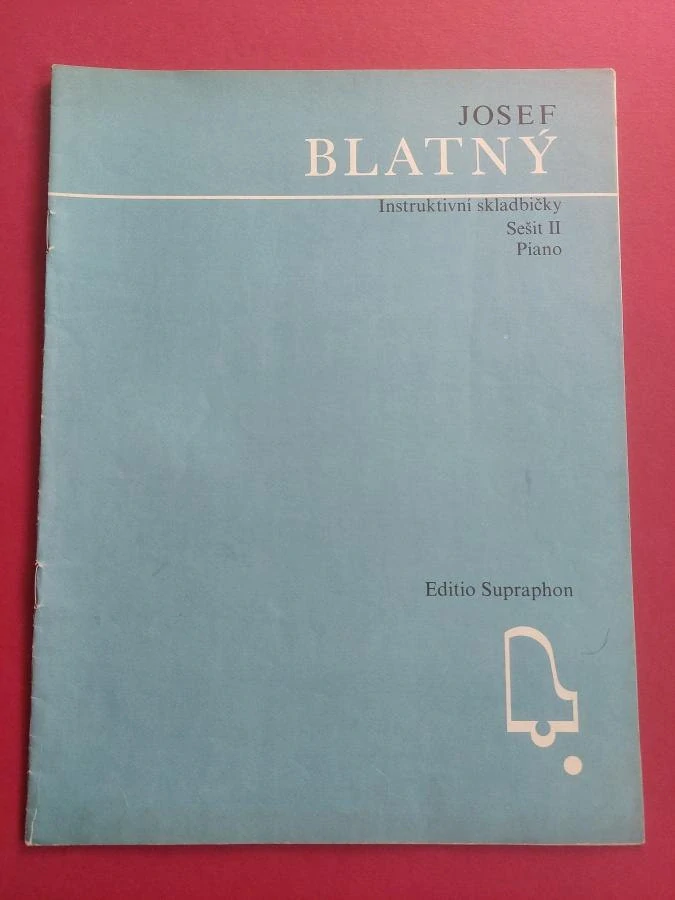 JOSEF
BLATNÝ
Instruktivní skladbičky
Sešit II
Piano
Editio Supraphon